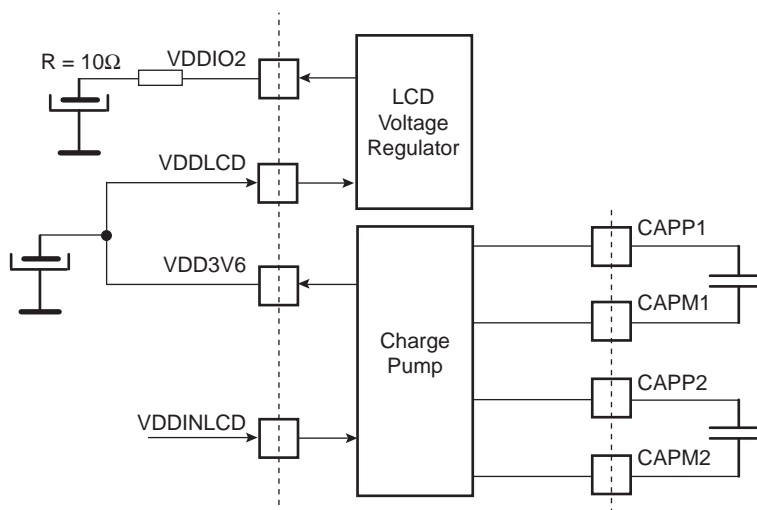 R = 10Ω
VDDIO2
LCD
Voltage
Regulator
VDDLCD
VDD3V6
VDDINLCD
Charge
Pump
CAPP1
CAPM1
CAPP2
CAPM2